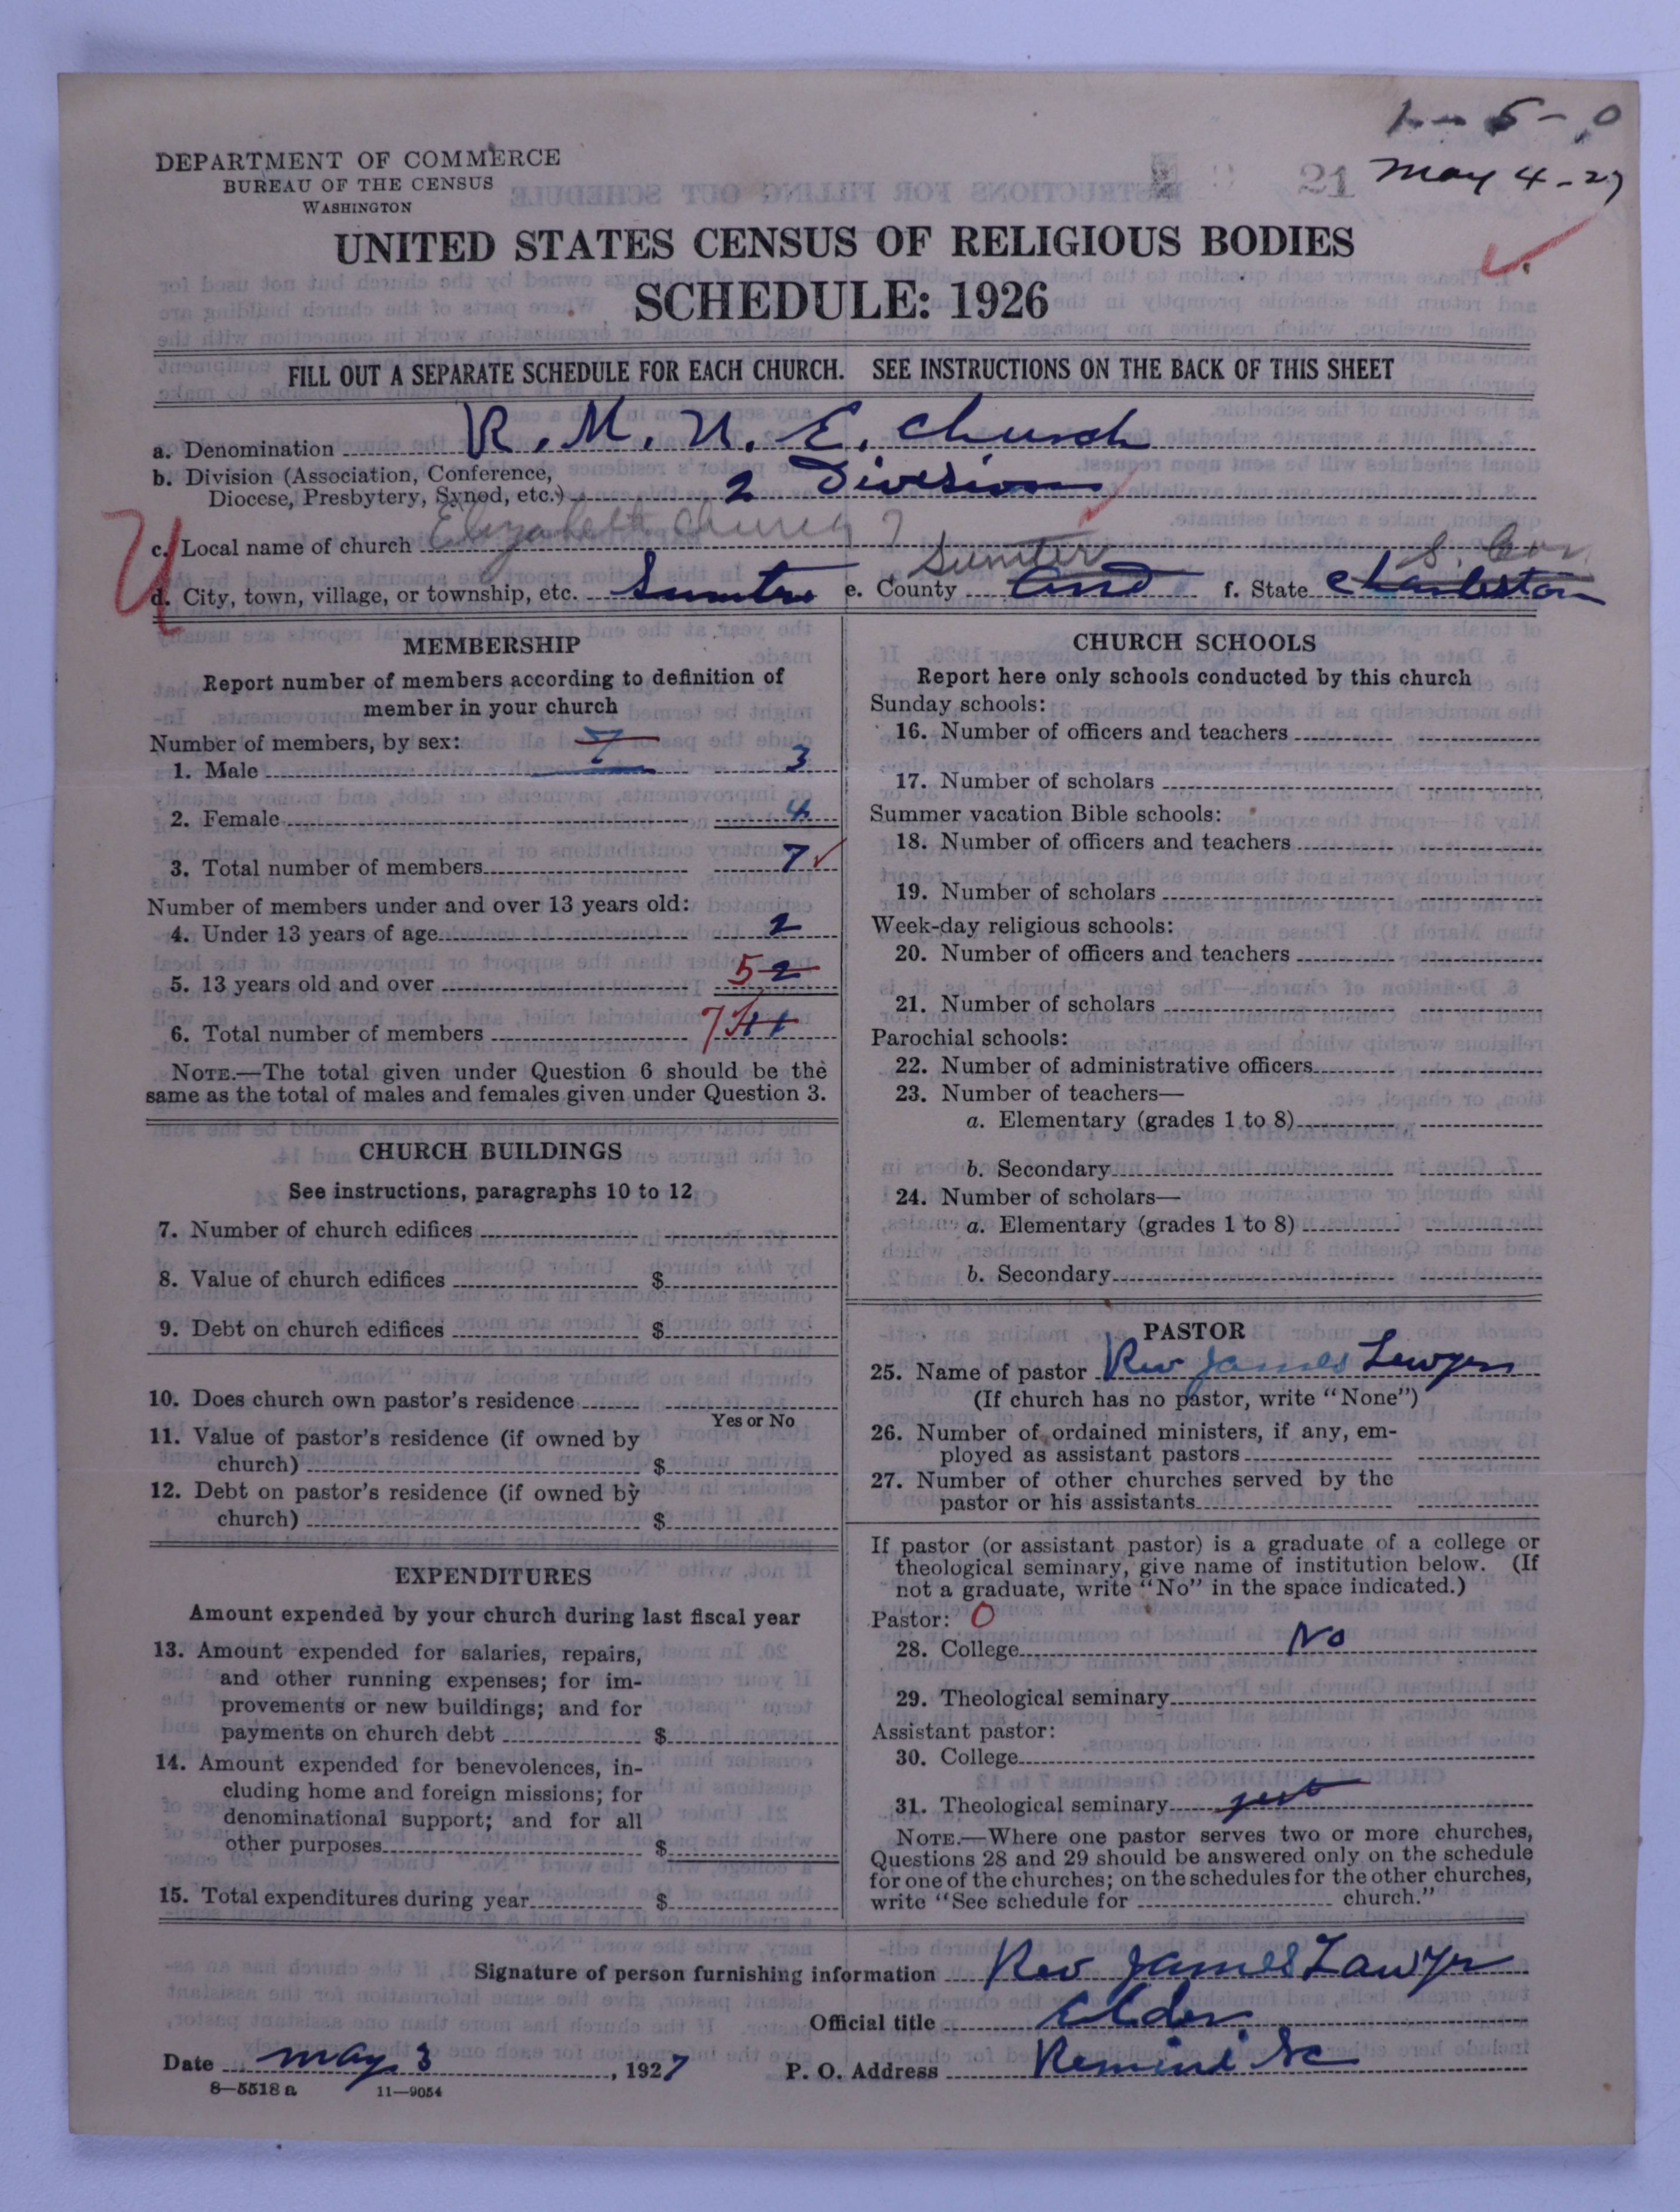 1 - 5 - 0
21 May 4-27
DEPARTMENT OF COMMERCE
BUREAU OF THE CENSUS
WASHINGTON
UNITED STATES CENSUS OF RELIGIOUS BODIES
SCHEDULE: 1926
FILL OUT A SEPARATE SCHEDULE FOR EACH CHURCH. SEE INSTRUCTIONS ON THE BACK OF THIS SHEET
a. Denomination R. M. U. E. Church
b. Division (Association, Conference,
Diocese, Presbytery, Synod, etc.) 2 Division
U
c. Local name of church Elizabeth Church ?
Sumter S. Car
d. City, town, village, or township, etc. Sumter e. County and f. State Charleston
MEMBERSHIP
Report number of members according to definition of
member in your church
Number of members, by sex: 7
1. Male 3
2. Female 4
3. Total number of members 7
Number of members under and over 13 years old:
4. Under 13 years of age 2
5. 13 years old and over 5 2
6. Total number of members 7
NOTE.—The total given under Question 6 should be the
same as the total of males and females given under Question 3.
CHURCH BUILDINGS
See instructions, paragraphs 10 to 12
7. Number of church edifices
8. Value of church edifices $
9. Debt on church edifices $
10. Does church own pastor's residence
Yes or No
11. Value of pastor's residence (if owned by
church) $
12. Debt on pastor's residence (if owned by
church) $
EXPENDITURES
Amount expended by your church during last fiscal year
13. Amount expended for salaries, repairs,
and other running expenses; for im-
provements or new buildings; and for
payments on church debt $
14. Amount expended for benevolences, in-
cluding home and foreign missions; for
denominational support; and for all
other purposes $
15. Total expenditures during year $
CHURCH SCHOOLS
Report here only schools conducted by this church
Sunday schools:
16. Number of officers and teachers
17. Number of scholars
Summer vacation Bible schools:
18. Number of officers and teachers
19. Number of scholars
Week-day religious schools:
20. Number of officers and teachers
21. Number of scholars
Parochial schools:
22. Number of administrative officers
23. Number of teachers—
a. Elementary (grades 1 to 8)
b. Secondary
24. Number of scholars—
a. Elementary (grades 1 to 8)
b. Secondary
PASTOR
25. Name of pastor Rev James Lawyer
(If church has no pastor, write "None")
26. Number of ordained ministers, if any, em-
ployed as assistant pastors
27. Number of other churches served by the
pastor or his assistants
If pastor (or assistant pastor) is a graduate of a college or
theological seminary, give name of institution below. (If
not a graduate, write "No" in the space indicated.)
Pastor: 0
28. College No
29. Theological seminary
Assistant pastor:
30. College
31. Theological seminary
NOTE.—Where one pastor serves two or more churches,
Questions 28 and 29 should be answered only on the schedule
for one of the churches; on the schedules for the other churches,
write "See schedule for church."
Signature of person furnishing information Rev James Lawyer
Official title Elder
Date may 3, 1927 P. O. Address Remini Sc
8—5518 a 11—9054